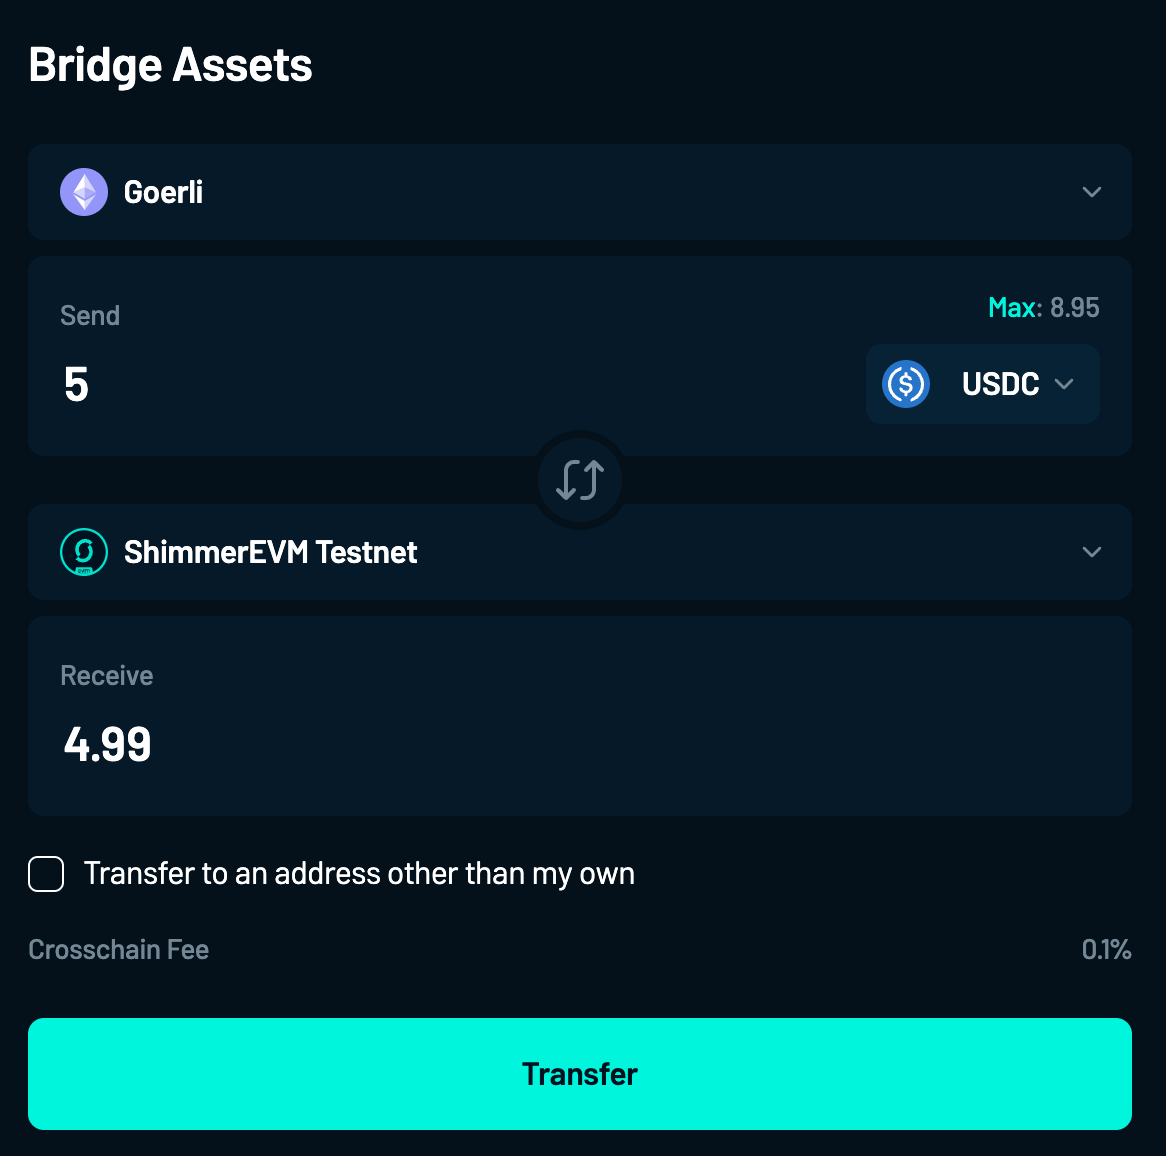 Bridge Assets
Goerli
Send
Max: 8.95
5
USDC
ShimmerEVM Testnet
Receive
4.99
Transfer to an address other than my own
Crosschain Fee
0.1%
Transfer